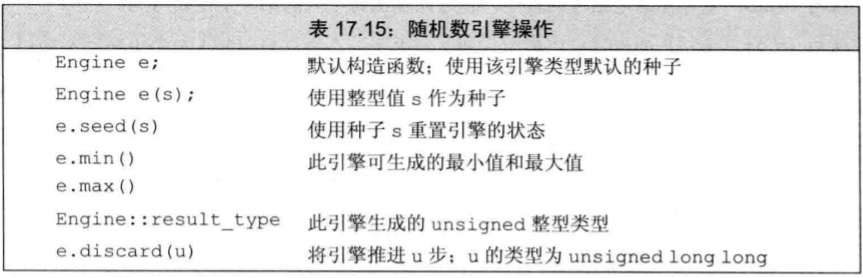 表 17.15：随机数引擎操作
Engine e; 默认构造函数；使用该引擎类型默认的种子
Engine e(s); 使用整型值 s 作为种子
e.seed(s) 使用种子 s 重置引擎的状态
e.min() 此引擎可生成的最小值和最大值
e.max()
Engine::result_type 此引擎生成的 unsigned 整型类型
e.discard(u) 将引擎推进 u 步；u 的类型为 unsigned long long